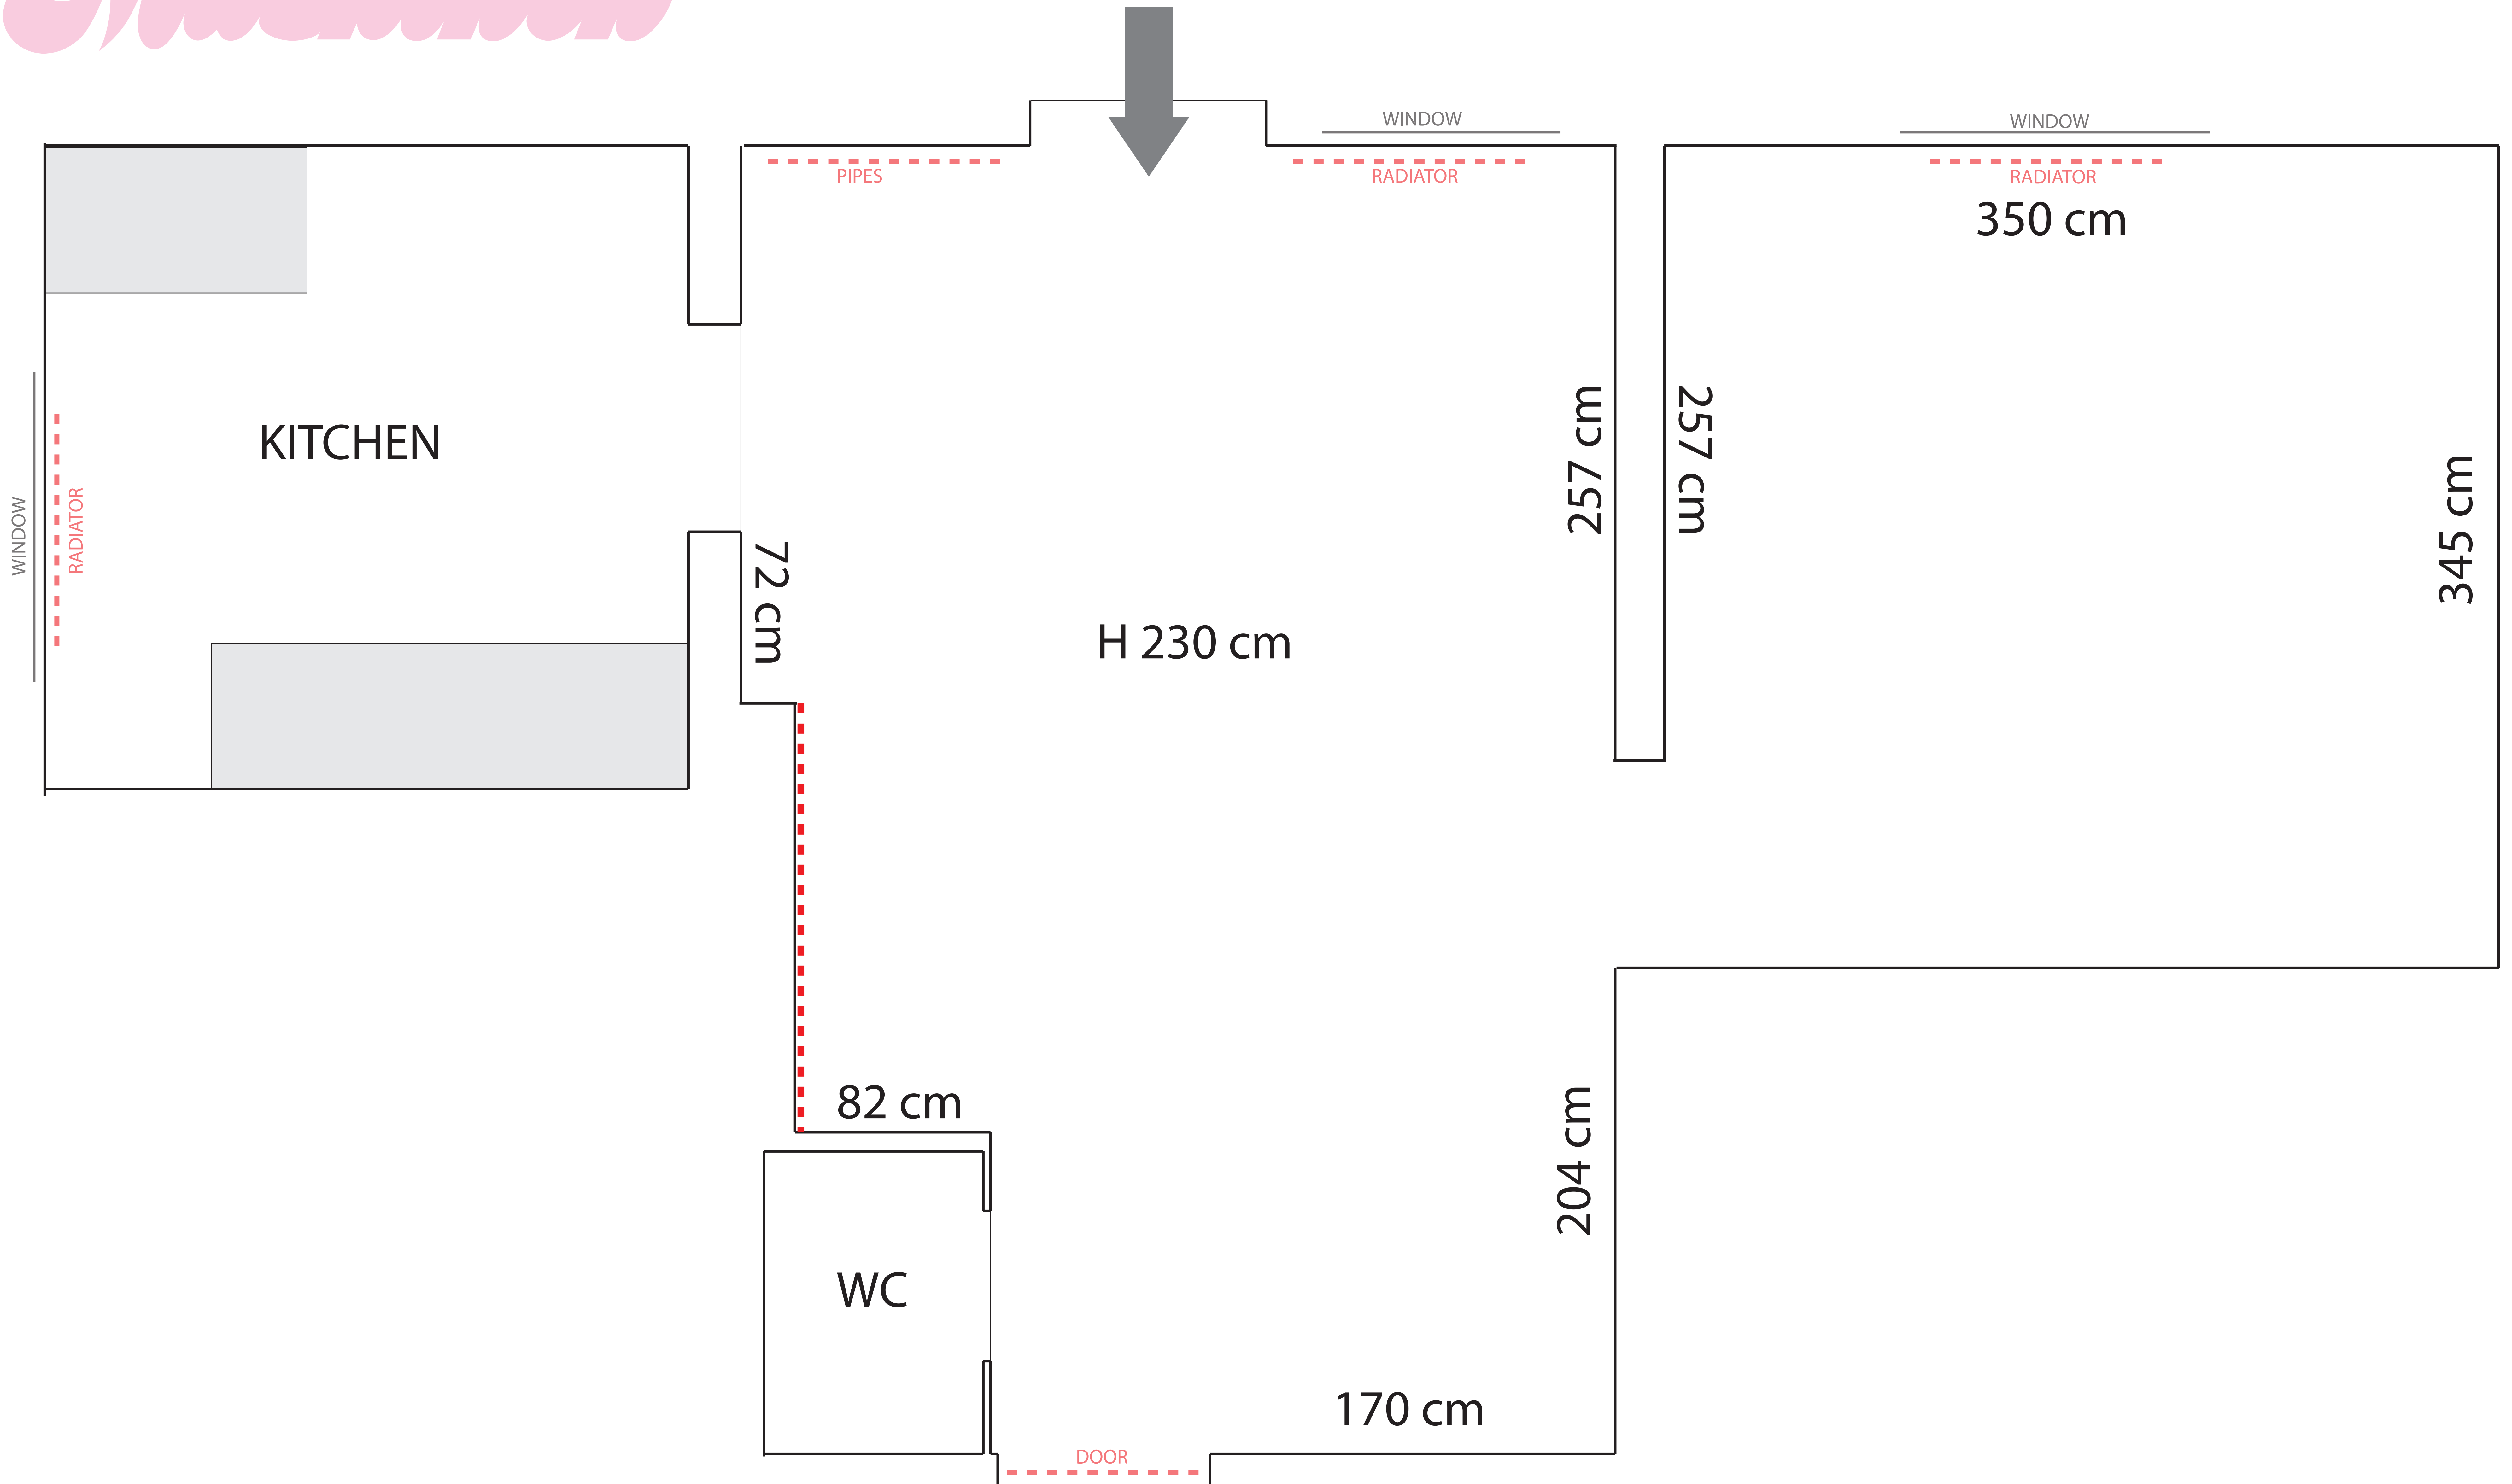 WINDOW
WINDOW
PIPES
RADIATOR
RADIATOR
350 cm
KITCHEN
WINDOW
RADIATOR
72 cm
257 cm
257 cm
345 cm
H 230 cm
82 cm
204 cm
WC
170 cm
DOOR